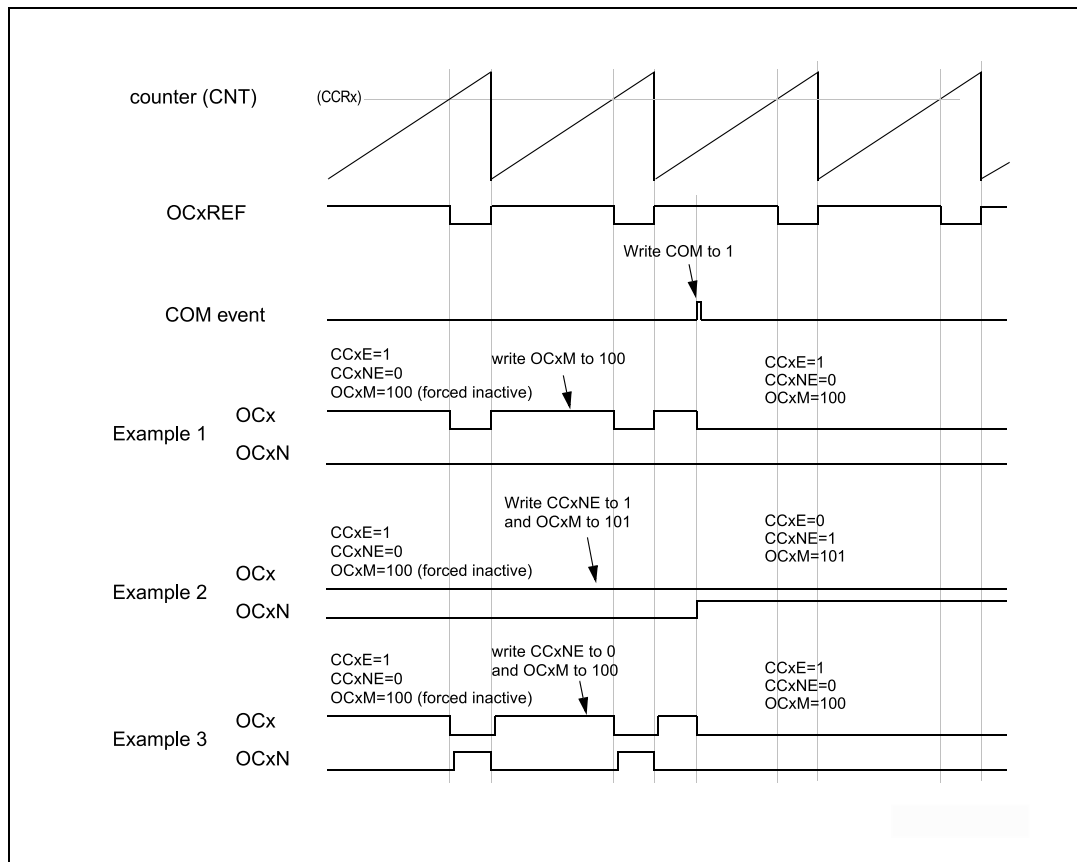 counter (CNT)
(CCRx)
OCxREF
Write COM to 1
COM event
CCxE=1
CCxNE=0
OCxM=100 (forced inactive)
write OCxM to 100
CCxE=1
CCxNE=0
OCxM=100
Example 1
OCx
OCxN
Write CCxNE to 1
and OCxM to 101
CCxE=1
CCxNE=0
OCxM=100 (forced inactive)
CCxE=0
CCxNE=1
OCxM=101
Example 2
OCx
OCxN
write CCxNE to 0
and OCxM to 100
CCxE=1
CCxNE=0
OCxM=100 (forced inactive)
CCxE=1
CCxNE=0
OCxM=100
Example 3
OCx
OCxN